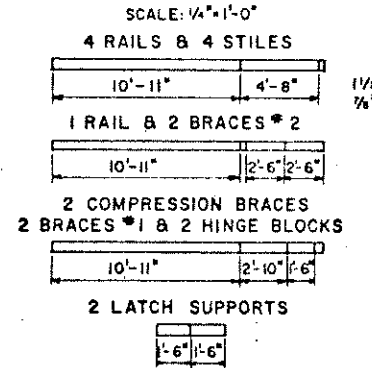 SCALE: 1/4"=1'-0"
4 RAILS & 4 STILES
10'-11" 4'-8"
1 RAIL & 2 BRACES #2
10'-11" 2'-6" 2'-6"
2 COMPRESSION BRACES
2 BRACES #1 & 2 HINGE BLOCKS
10'-11" 2'-10" 1'-6"
2 LATCH SUPPORTS
1'-6" 1'-6"